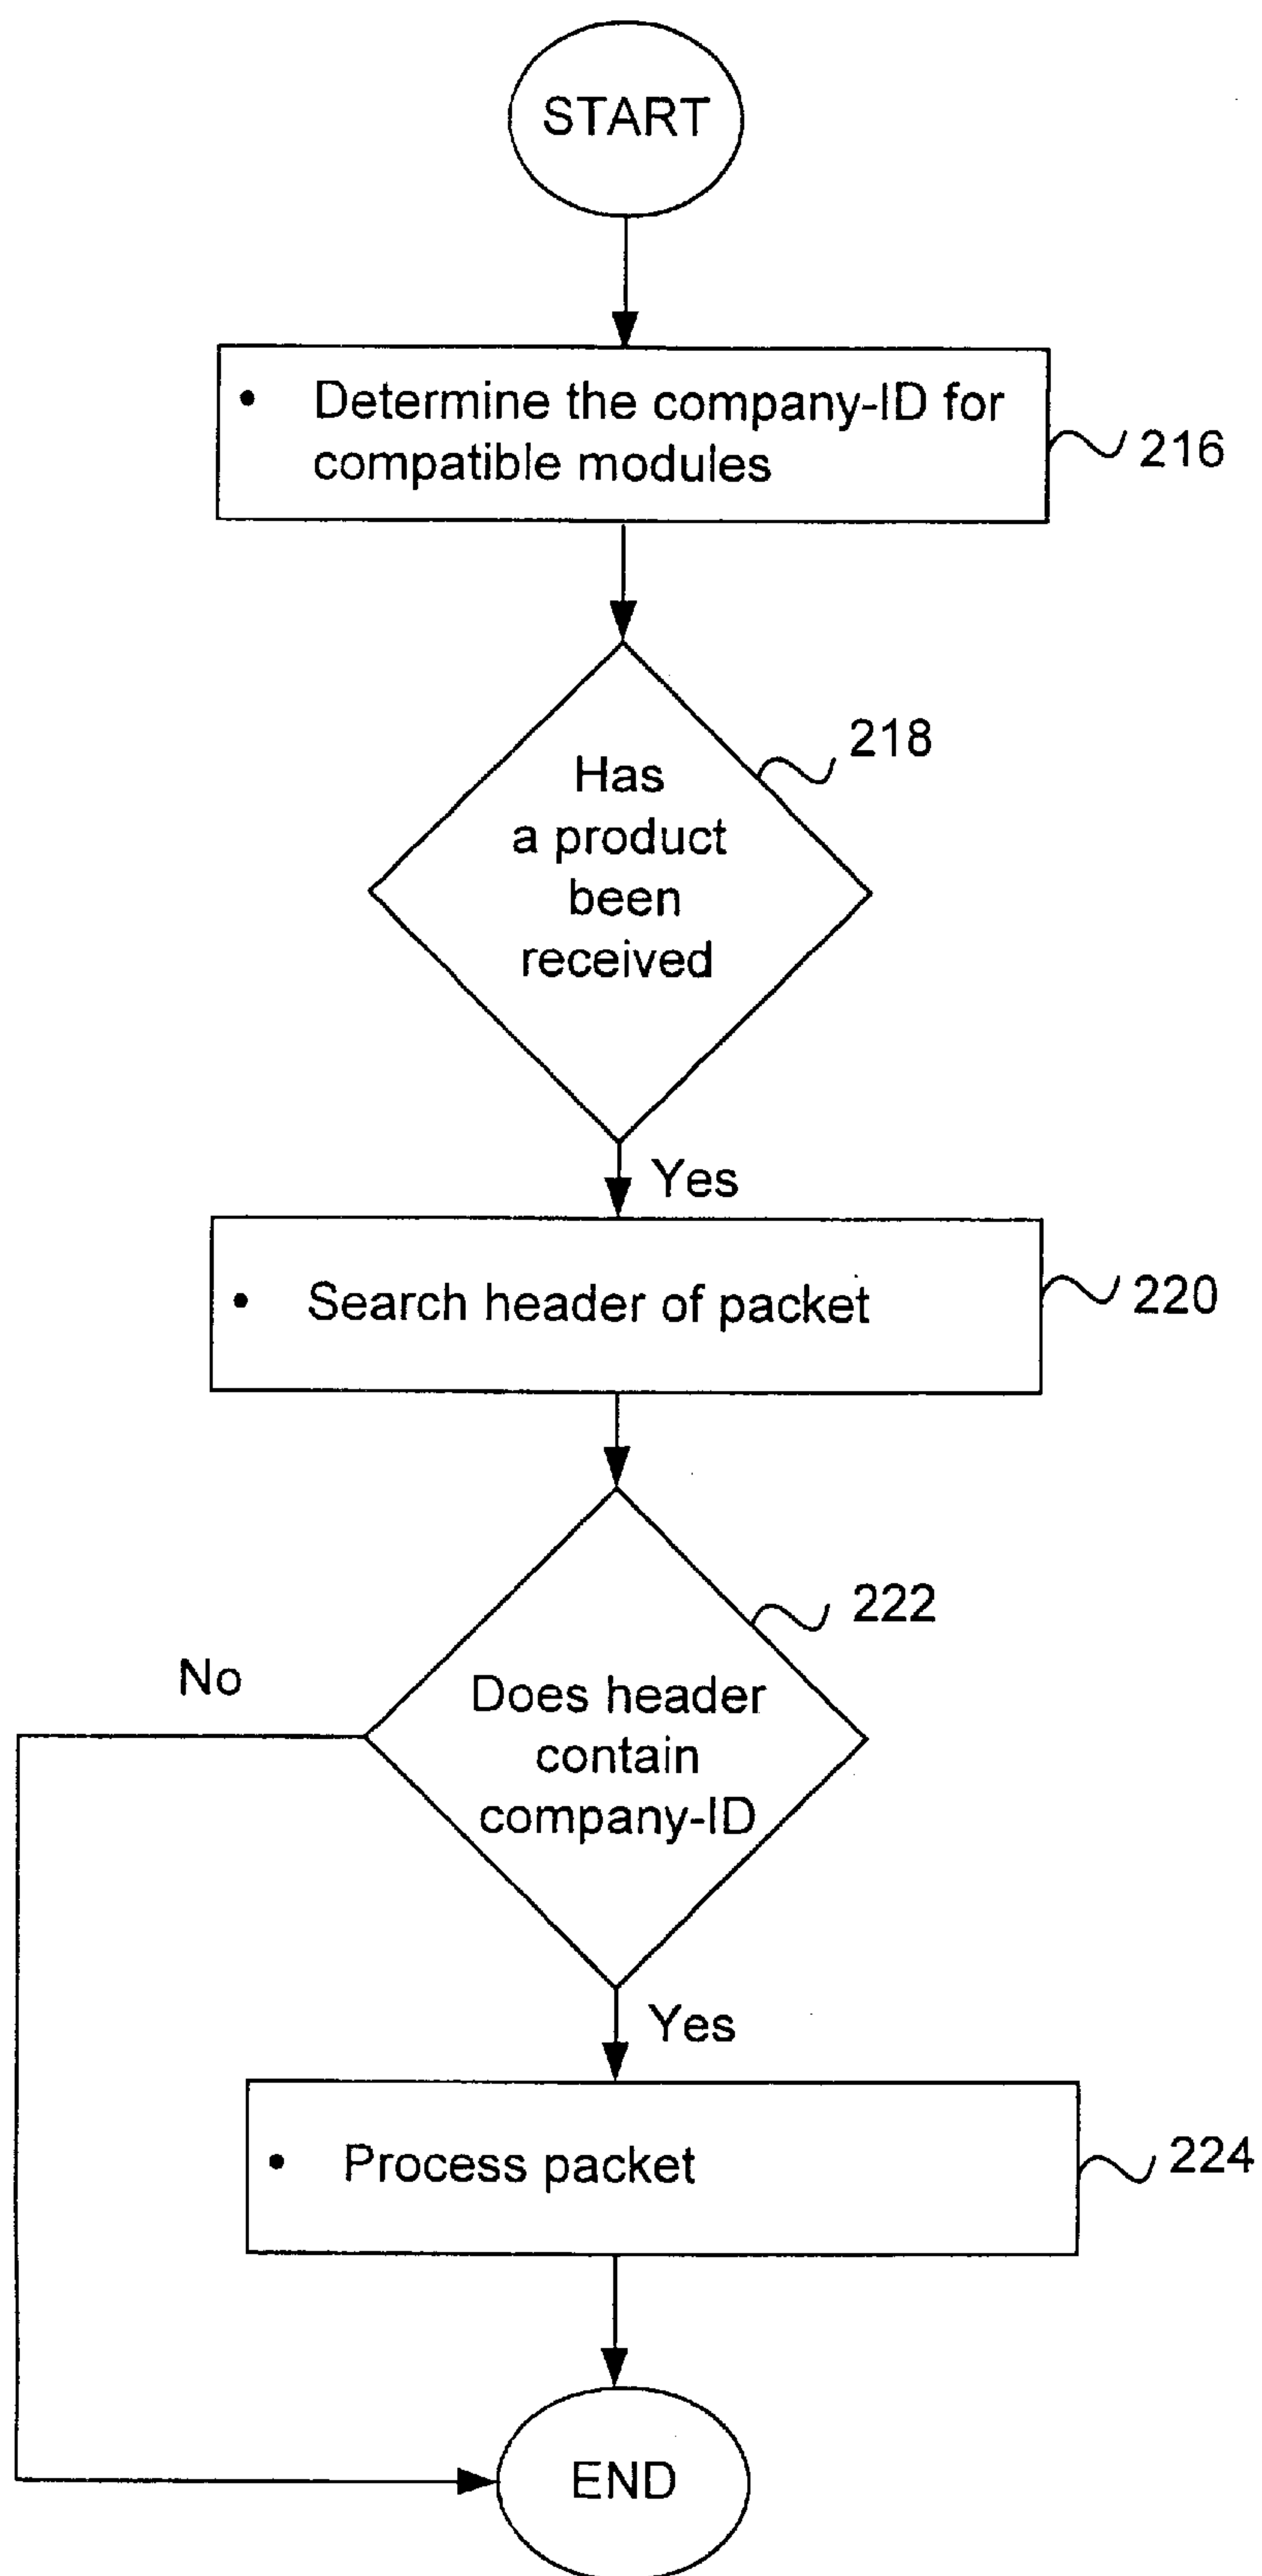 START
• Determine the company-ID for
compatible modules
216
218
Has
a product
been
received
Yes
• Search header of packet
220
222
No
Does header
contain
company-ID
Yes
• Process packet
224
END